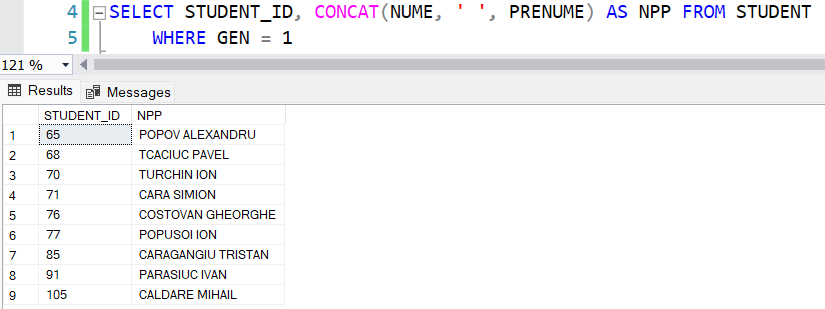 4 SELECT STUDENT_ID, CONCAT(NUME, ' ', PRENUME) AS NPP FROM STUDENT
5 WHERE GEN = 1
121 %
Results Messages
STUDENT_ID NPP
1 65 POPOV ALEXANDRU
2 68 TCACIUC PAVEL
3 70 TURCHIN ION
4 71 CARA SIMION
5 76 COSTOVAN GHEORGHE
6 77 POPUSOI ION
7 85 CARAGANGIU TRISTAN
8 91 PARASIUC IVAN
9 105 CALDARE MIHAIL